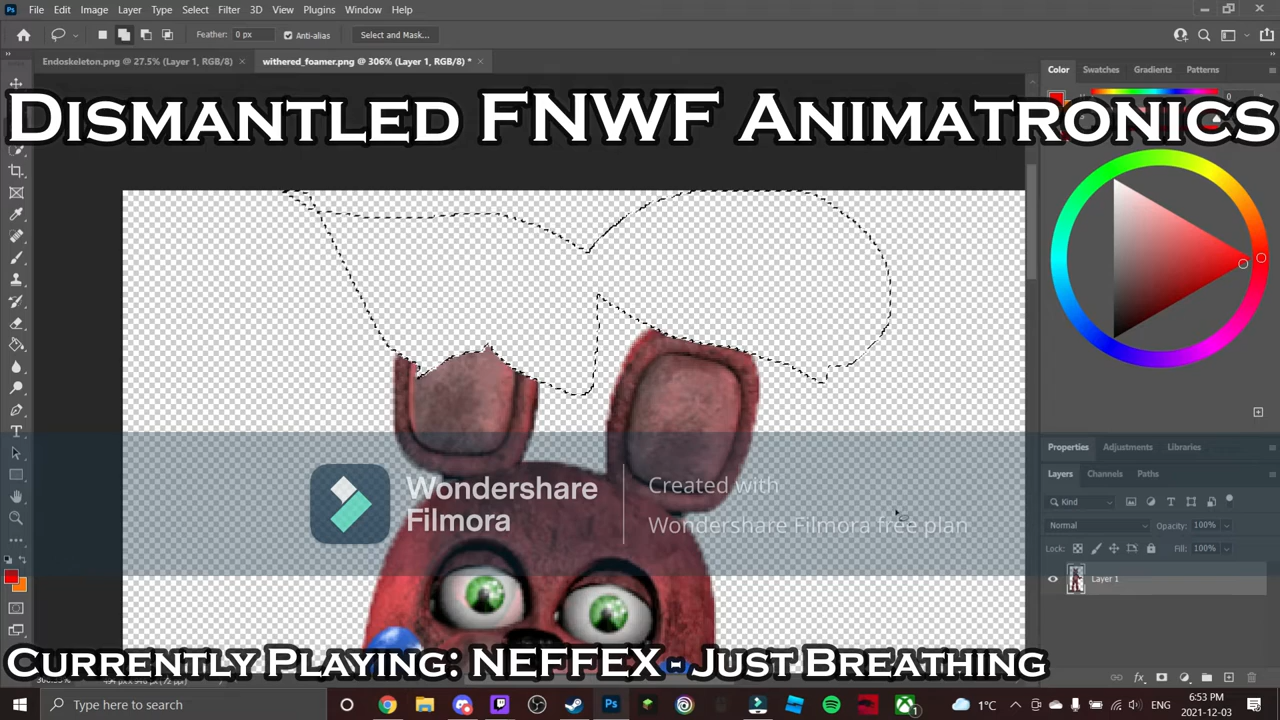 File Edit Image Layer Type Select Filter 3D View Plugins Window Help
Feather: 0 px Anti-alias Select and Mask...
Endoskeleton.png @ 27.5% (Layer 1, RGB/8) × withered_foamer.png @ 306% (Layer 1, RGB/8) * ×
Color Swatches Gradients Patterns
Dismantled FNWF Animatronics
Properties Adjustments Libraries
Layers Channels Paths
Kind
Normal Opacity: 100%
Lock: Fill: 100%
Layer 1
Wondershare
Filmora
Created with
Wondershare Filmora free plan
Currently Playing: NEFFEX - Just Breathing
Type here to search
1°C
6:53 PM
2021-12-03